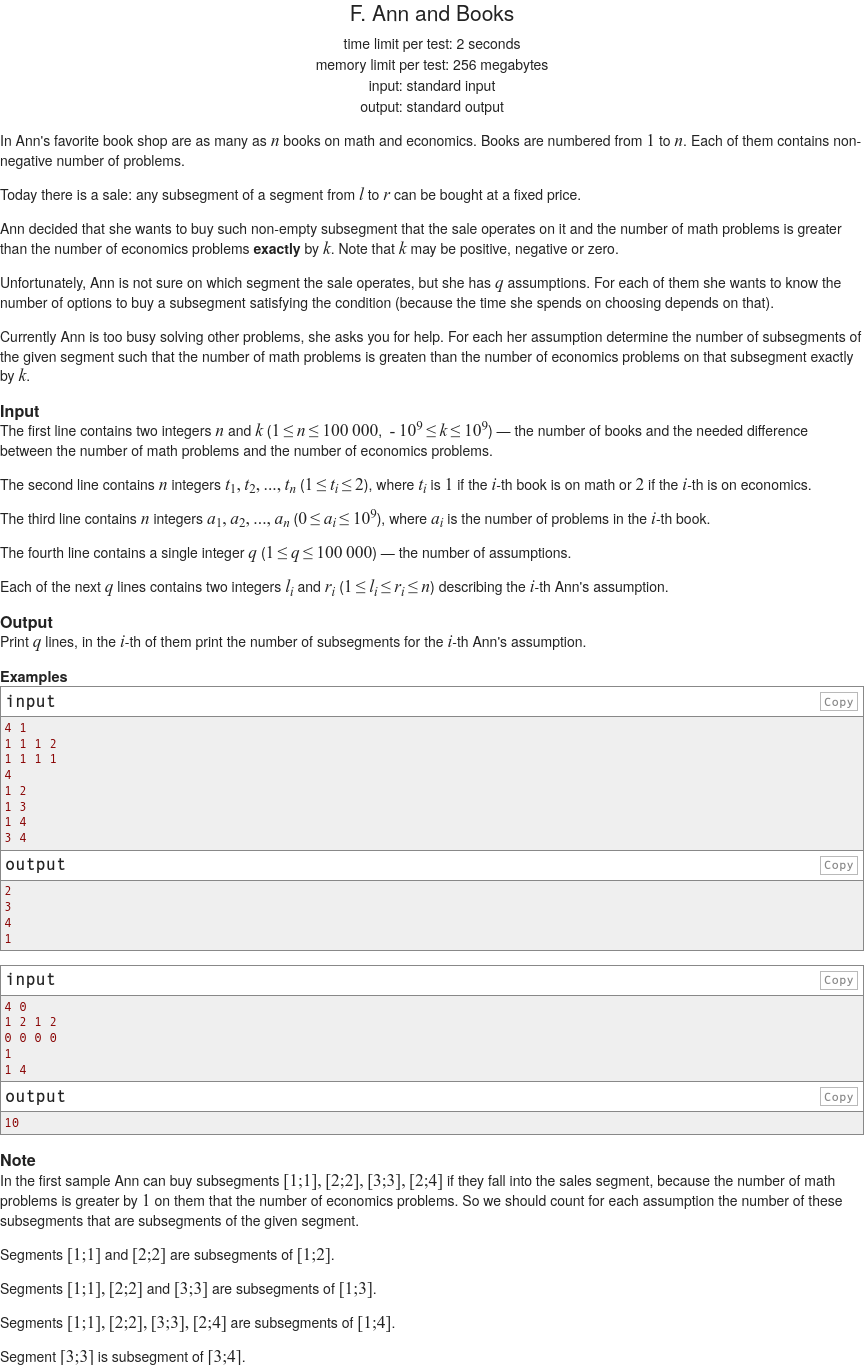 F. Ann and Books
time limit per test: 2 seconds
memory limit per test: 256 megabytes
input: standard input
output: standard output
In Ann's favorite book shop are as many as n books on math and economics. Books are numbered from 1 to n. Each of them contains non-
negative number of problems.
Today there is a sale: any subsegment of a segment from l to r can be bought at a fixed price.
Ann decided that she wants to buy such non-empty subsegment that the sale operates on it and the number of math problems is greater
than the number of economics problems exactly by k. Note that k may be positive, negative or zero.
Unfortunately, Ann is not sure on which segment the sale operates, but she has q assumptions. For each of them she wants to know the
number of options to buy a subsegment satisfying the condition (because the time she spends on choosing depends on that).
Currently Ann is too busy solving other problems, she asks you for help. For each her assumption determine the number of subsegments of
the given segment such that the number of math problems is greaten than the number of economics problems on that subsegment exactly
by k.
Input
The first line contains two integers n and k (1 ≤ n ≤ 100 000, - 10^9 ≤ k ≤ 10^9) — the number of books and the needed difference
between the number of math problems and the number of economics problems.
The second line contains n integers t_1, t_2, ..., t_n (1 ≤ t_i ≤ 2), where t_i is 1 if the i-th book is on math or 2 if the i-th is on economics.
The third line contains n integers a_1, a_2, ..., a_n (0 ≤ a_i ≤ 10^9), where a_i is the number of problems in the i-th book.
The fourth line contains a single integer q (1 ≤ q ≤ 100 000) — the number of assumptions.
Each of the next q lines contains two integers l_i and r_i (1 ≤ l_i ≤ r_i ≤ n) describing the i-th Ann's assumption.
Output
Print q lines, in the i-th of them print the number of subsegments for the i-th Ann's assumption.
Examples
input Copy
4 1
1 1 1 2
1 1 1 1
4
1 2
1 3
1 4
3 4
output Copy
2
3
4
1
input Copy
4 0
1 2 1 2
0 0 0 0
1
1 4
output Copy
10
Note
In the first sample Ann can buy subsegments [1;1], [2;2], [3;3], [2;4] if they fall into the sales segment, because the number of math
problems is greater by 1 on them that the number of economics problems. So we should count for each assumption the number of these
subsegments that are subsegments of the given segment.
Segments [1;1] and [2;2] are subsegments of [1;2].
Segments [1;1], [2;2] and [3;3] are subsegments of [1;3].
Segments [1;1], [2;2], [3;3], [2;4] are subsegments of [1;4].
Segment [3;3] is subsegment of [3;4].